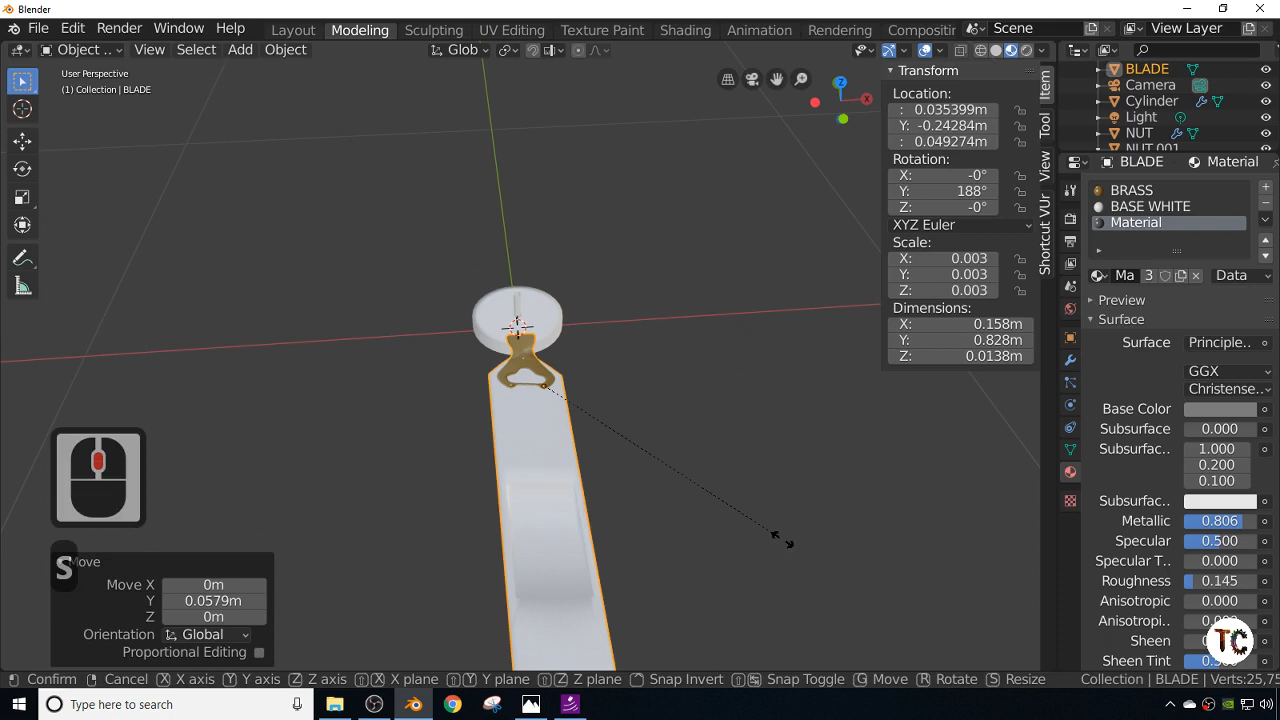 Blender
File Edit Render Window Help Layout Modeling Sculpting UV Editing Texture Paint Shading Animation Rendering Compositir Scene View Layer
Object .. View Select Add Object Glob
User Perspective
(1) Collection | BLADE
Z
X
Transform
Location:
: 0.035399m
Y: -0.24284m
: 0.049274m
Rotation:
X: -0°
Y: 188°
Z: -0°
XYZ Euler
Scale:
X: 0.003
Y: 0.003
Z: 0.003
Dimensions:
X: 0.158m
Y: 0.828m
Z: 0.0138m
Item
Tool
View
Shortcut VUr
BLADE
Camera
Cylinder
Light
NUT
NUT.001
BLADE Material
BRASS
BASE WHITE
Material
Ma 3 Data
Preview
Surface
Surface Principle..
GGX
Christense..
Base Color
Subsurface 0.000
Subsurfac.. 1.000
0.200
0.100
Subsurfac..
Metallic 0.806
Specular 0.500
Specular T.. 0.000
Roughness 0.145
Anisotropic 0.000
Anisotropi..
Sheen
Sheen Tint
TC
S
Move
Move X 0m
Y 0.0579m
Z 0m
Orientation Global
Proportional Editing
Confirm Cancel X X axis Y Y axis Z Z axis X X plane Y Y plane Z Z plane Snap Invert Snap Toggle G Move R Rotate S Resize Collection | BLADE | Verts:25,75
Type here to search